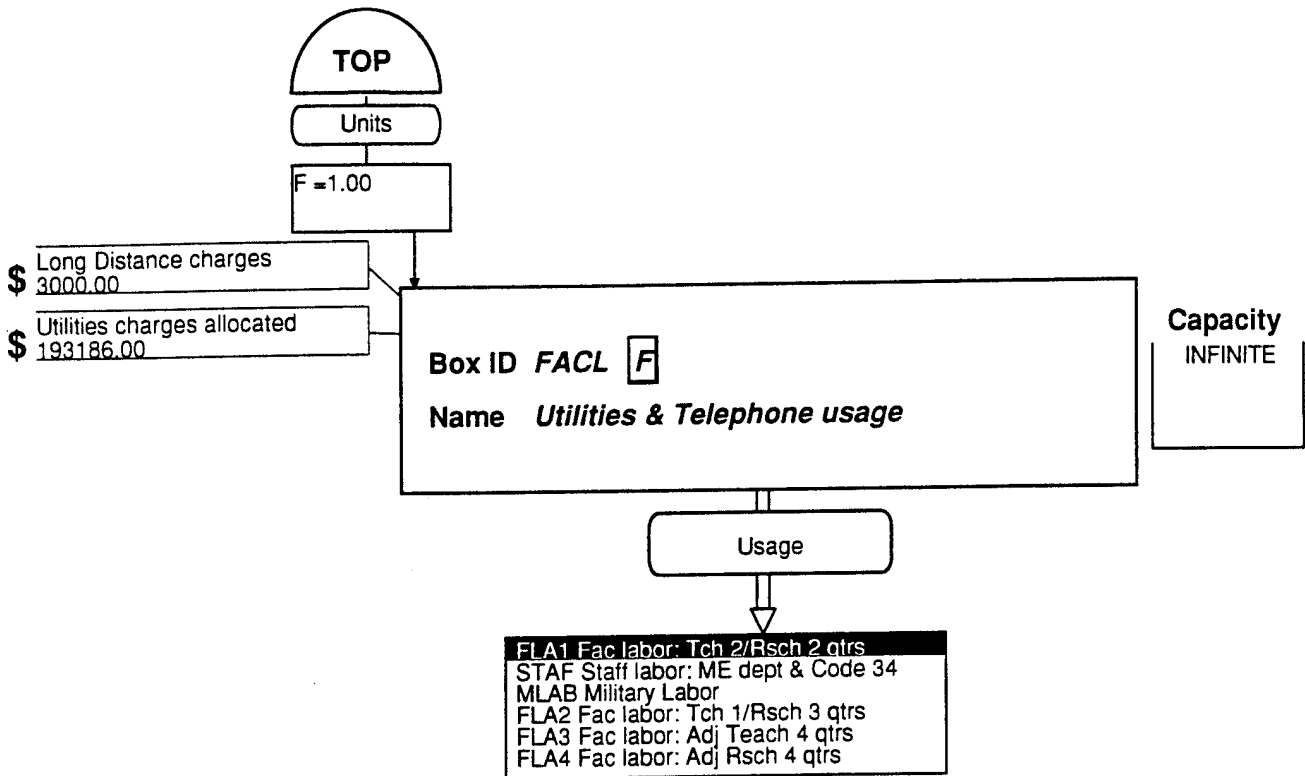 TOP
Units
F =1.00
$ Long Distance charges
3000.00
$ Utilities charges allocated
193186.00
Box ID FACL F
Name Utilities & Telephone usage
Capacity
INFINITE
Usage
FLA1 Fac labor: Tch 2/Rsch 2 qtrs
STAF Staff labor: ME dept & Code 34
MLAB Military Labor
FLA2 Fac labor: Tch 1/Rsch 3 qtrs
FLA3 Fac labor: Adj Teach 4 qtrs
FLA4 Fac labor: Adj Rsch 4 qtrs